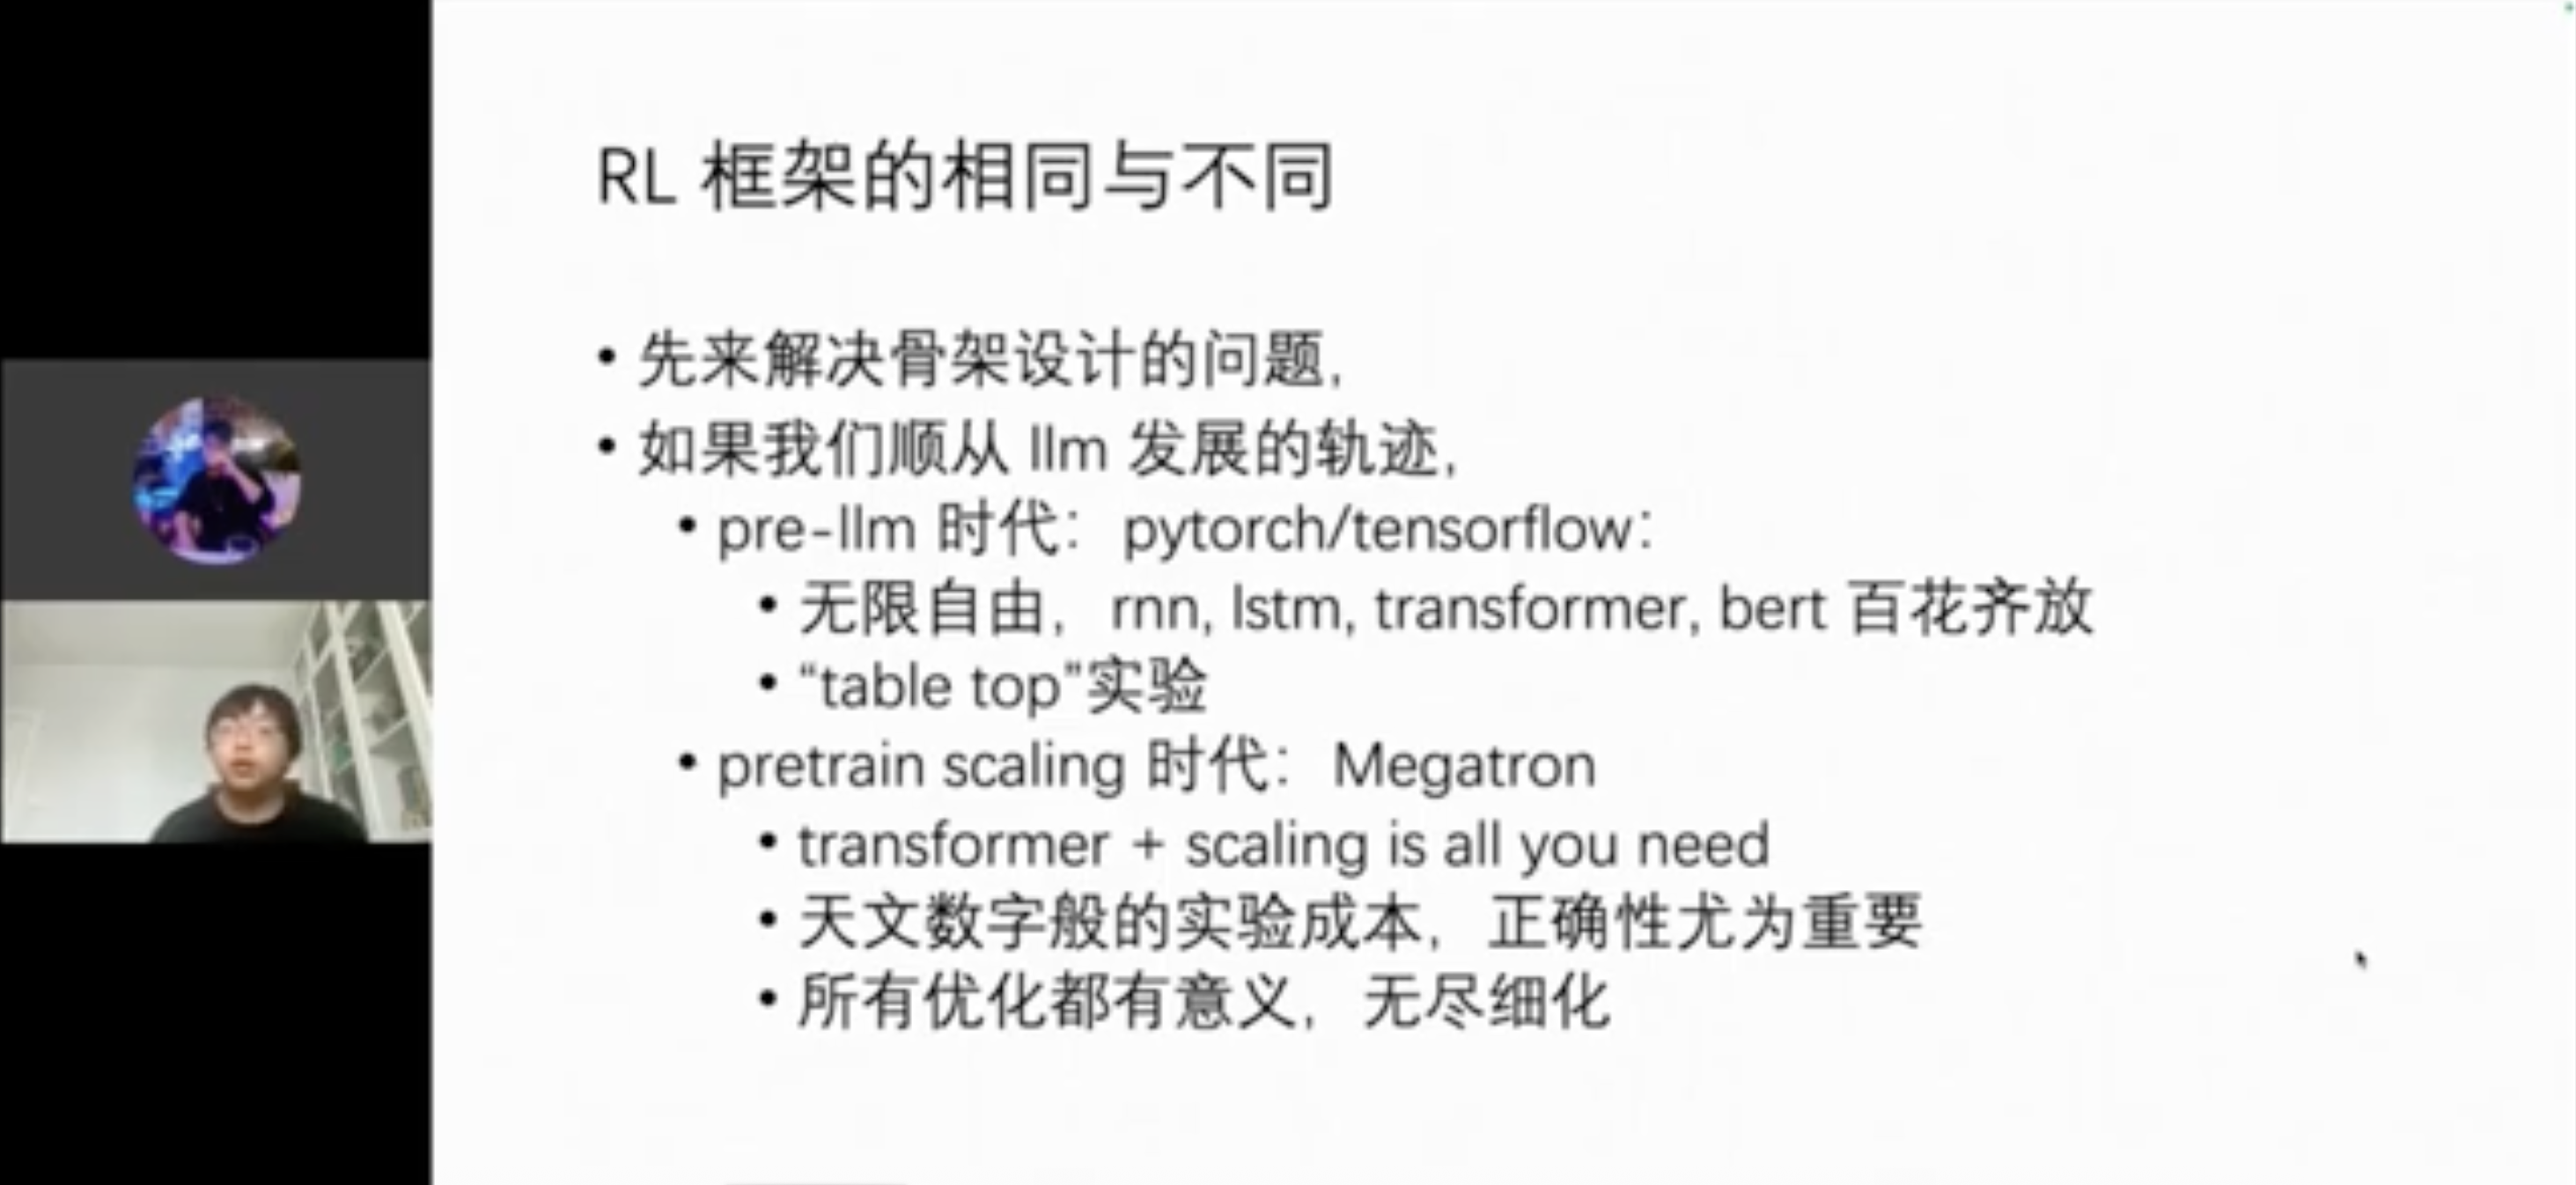 RL 框架的相同与不同
• 先来解决骨架设计的问题，
• 如果我们顺从 llm 发展的轨迹，
• pre-llm 时代：pytorch/tensorflow：
• 无限自由，rnn, lstm, transformer, bert 百花齐放
• “table top”实验
• pretrain scaling 时代：Megatron
• transformer + scaling is all you need
• 天文数字般的实验成本，正确性尤为重要
• 所有优化都有意义，无尽细化